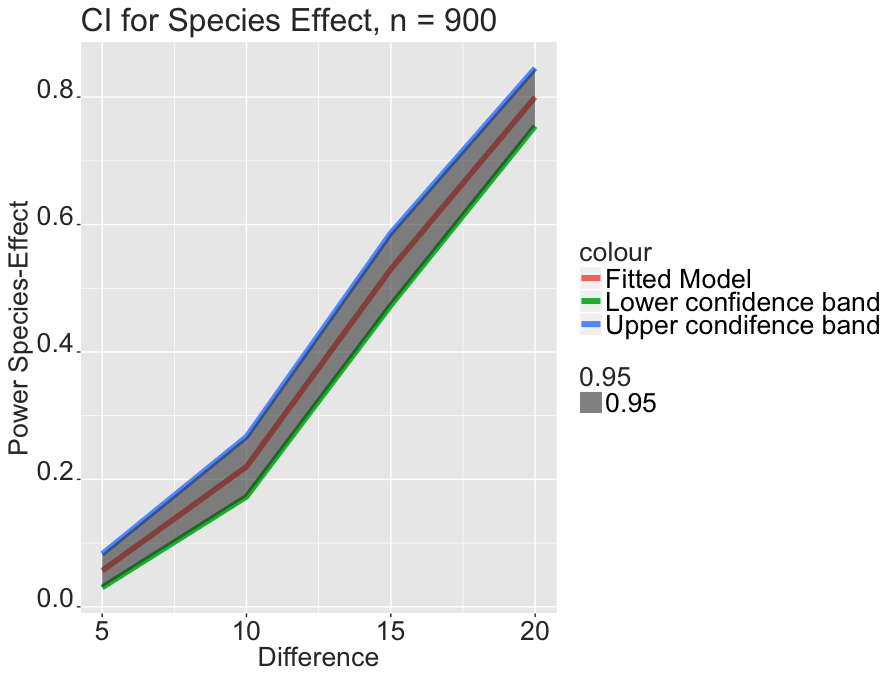 CI for Species Effect, n = 900
Power Species-Effect
0.8
0.6
0.4
0.2
0.0
5 10 15 20
Difference
colour
Fitted Model
Lower confidence band
Upper condifence band
0.95
0.95